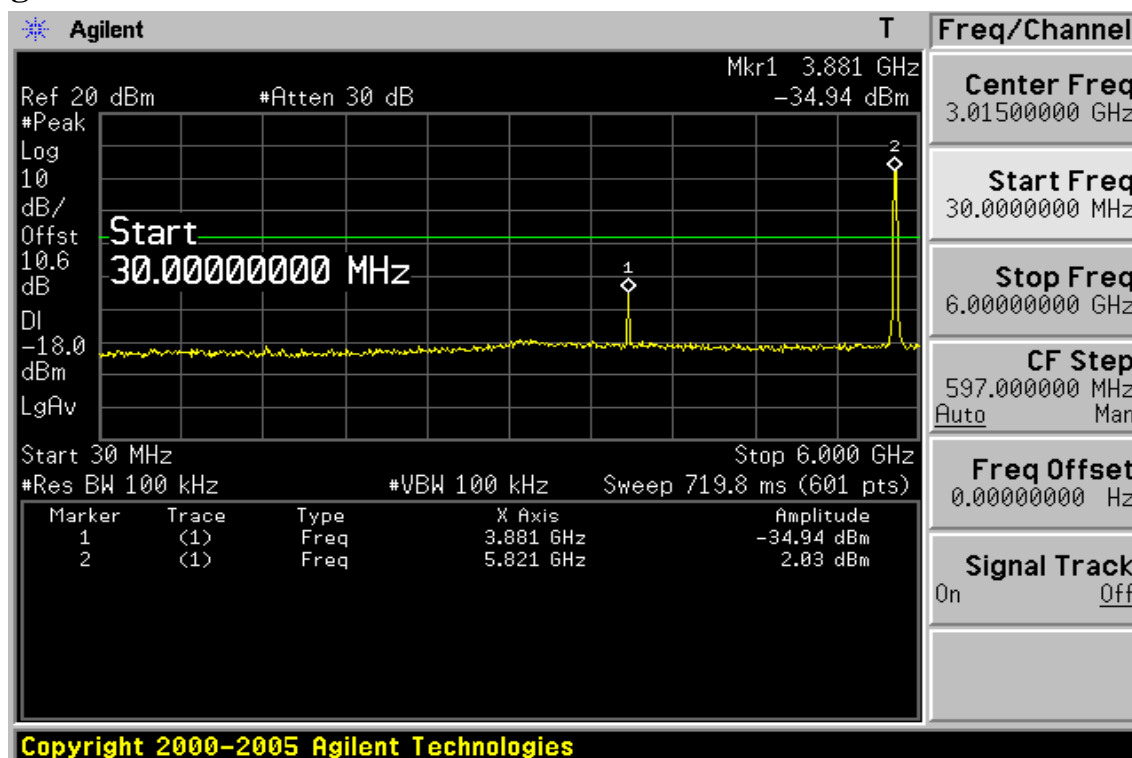 Agilent T
Mkr1 3.881 GHz
Ref 20 dBm #Atten 30 dB -34.94 dBm
#Peak
Log
10
dB/
Offst
10.6
dB
DI
-18.0
dBm
LgAv
2
Start
30.00000000 MHz
1
Start 30 MHz Stop 6.000 GHz
#Res BW 100 kHz #VBW 100 kHz Sweep 719.8 ms (601 pts)
Marker Trace Type X Axis Amplitude
1 (1) Freq 3.881 GHz -34.94 dBm
2 (1) Freq 5.821 GHz 2.03 dBm
Freq/Channel
Center Freq
3.01500000 GHz
Start Freq
30.0000000 MHz
Stop Freq
6.00000000 GHz
CF Step
597.000000 MHz
Auto Man
Freq Offset
0.00000000 Hz
Signal Track
On Off
Copyright 2000-2005 Agilent Technologies